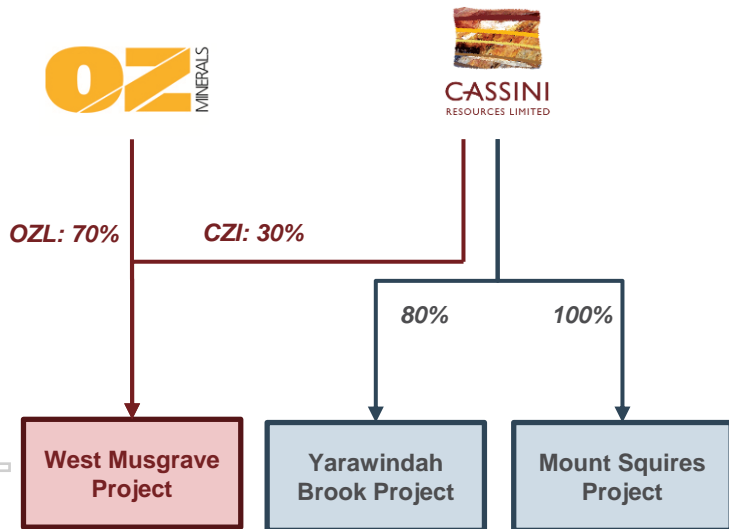 OZ
MINERALS
CASSINI
RESOURCES LIMITED
OZL: 70%
CZI: 30%
80%
100%
West Musgrave
Project
Yarawindah
Brook Project
Mount Squires
Project